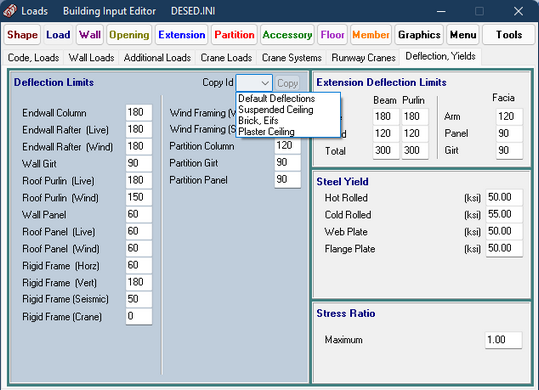 Loads Building Input Editor DESED.INI
Shape Load Wall Opening Extension Partition Accessory Floor Member Graphics Menu Tools
Code, Loads Wall Loads Additional Loads Crane Loads Crane Systems Runway Cranes Deflection, Yields
Deflection Limits
Copy Id Copy
Default Deflections
Suspended Ceiling
Brick, Eifs
Plaster Ceiling
Endwall Column 180
Endwall Rafter (Live) 180
Endwall Rafter (Wind) 180
Wall Girt 90
Roof Purlin (Live) 180
Roof Purlin (Wind) 150
Wall Panel 60
Roof Panel (Live) 60
Roof Panel (Wind) 60
Rigid Frame (Horz) 60
Rigid Frame (Vert) 180
Rigid Frame (Seismic) 50
Rigid Frame (Crane) 0
Wind Framing
Wind Framing
Partition Column 120
Partition Girt 90
Partition Panel 90
Extension Deflection Limits
Beam Purlin Facia
180 180 Arm 120
120 120 Panel 90
Total 300 300 Girt 90
Steel Yield
Hot Rolled (ksi) 50.00
Cold Rolled (ksi) 55.00
Web Plate (ksi) 50.00
Flange Plate (ksi) 50.00
Stress Ratio
Maximum 1.00